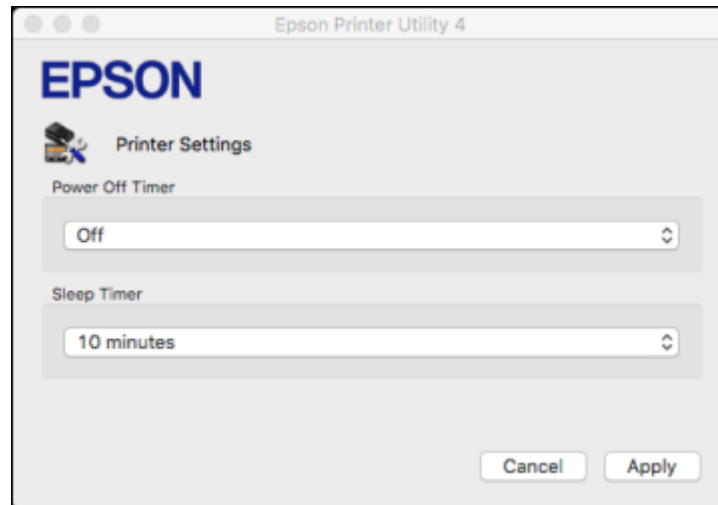 Epson Printer Utility 4
EPSON
Printer Settings
Power Off Timer
Off
Sleep Timer
10 minutes
Cancel Apply